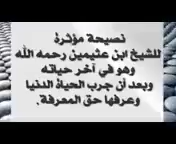 نصيحة مؤثرة
للشيخ ابن عثيمين رحمه الله
وهو في آخر حياته
وبعد أن جرب الحياة الدنيا
وعرفها حق المعرفة.